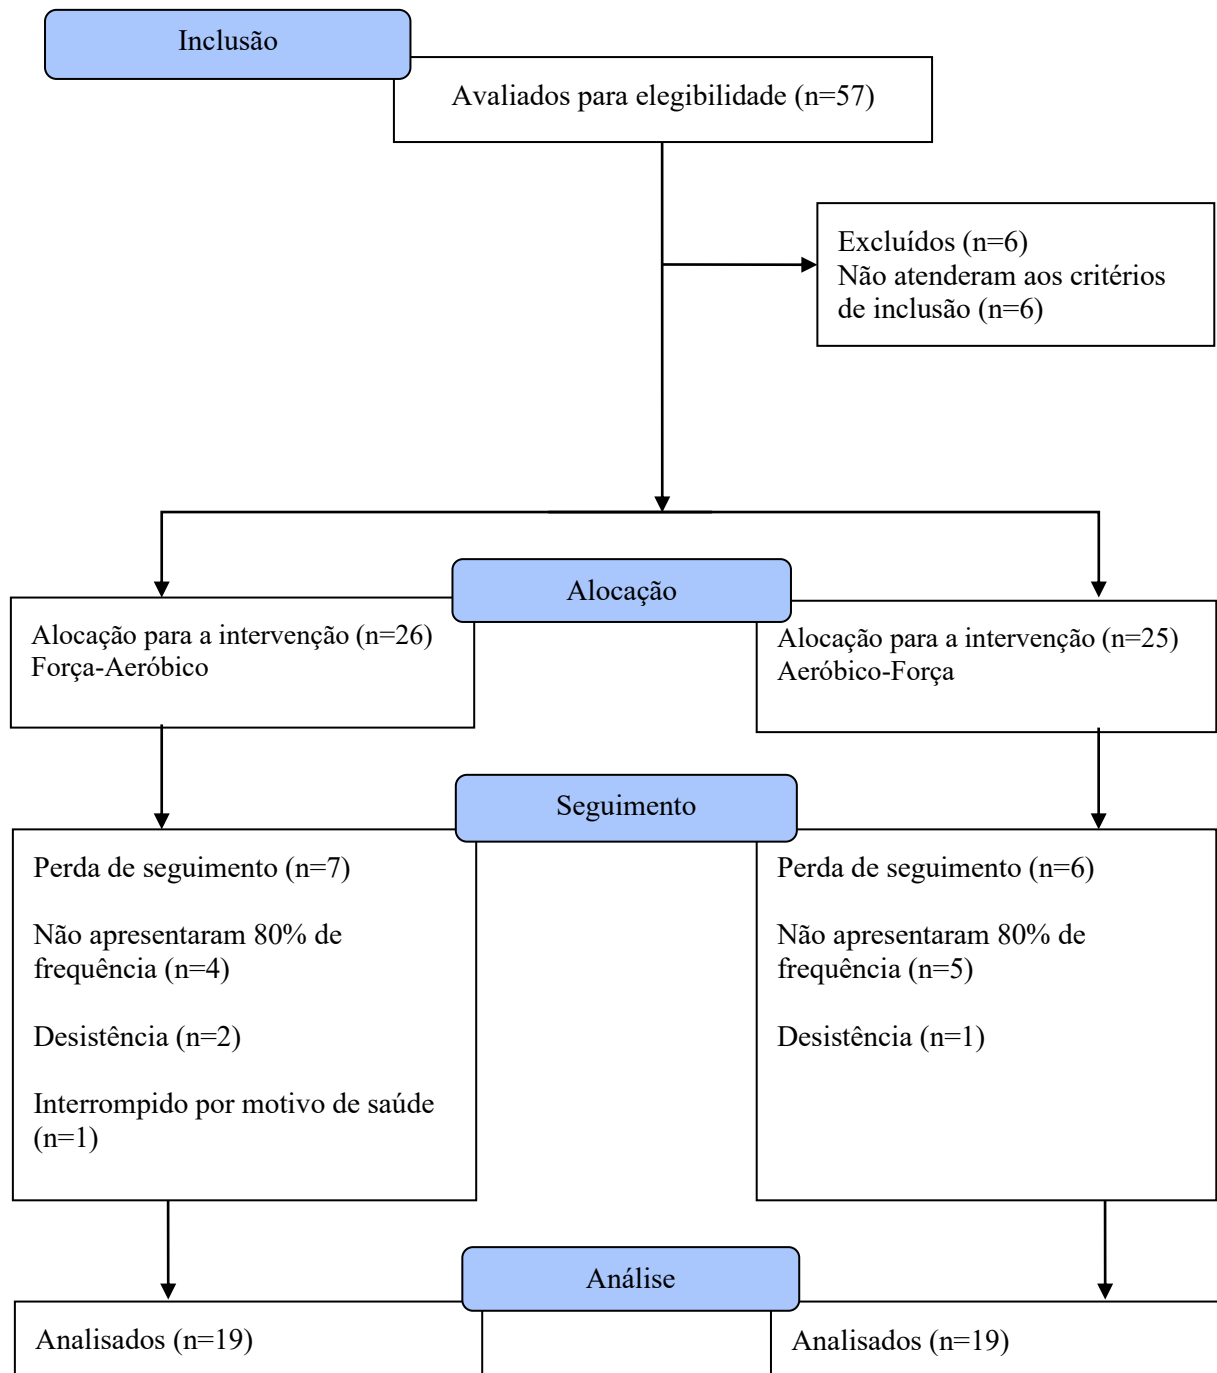 Inclusão
Avaliados para elegibilidade (n=57)
Excluídos (n=6)
Não atenderam aos critérios
de inclusão (n=6)
Alocação
Alocação para a intervenção (n=26)
Força-Aeróbico
Alocação para a intervenção (n=25)
Aeróbico-Força
Seguimento
Perda de seguimento (n=7)
Não apresentaram 80% de
frequência (n=4)
Desistência (n=2)
Interrompido por motivo de saúde
(n=1)
Perda de seguimento (n=6)
Não apresentaram 80% de
frequência (n=5)
Desistência (n=1)
Análise
Analisados (n=19)
Analisados (n=19)